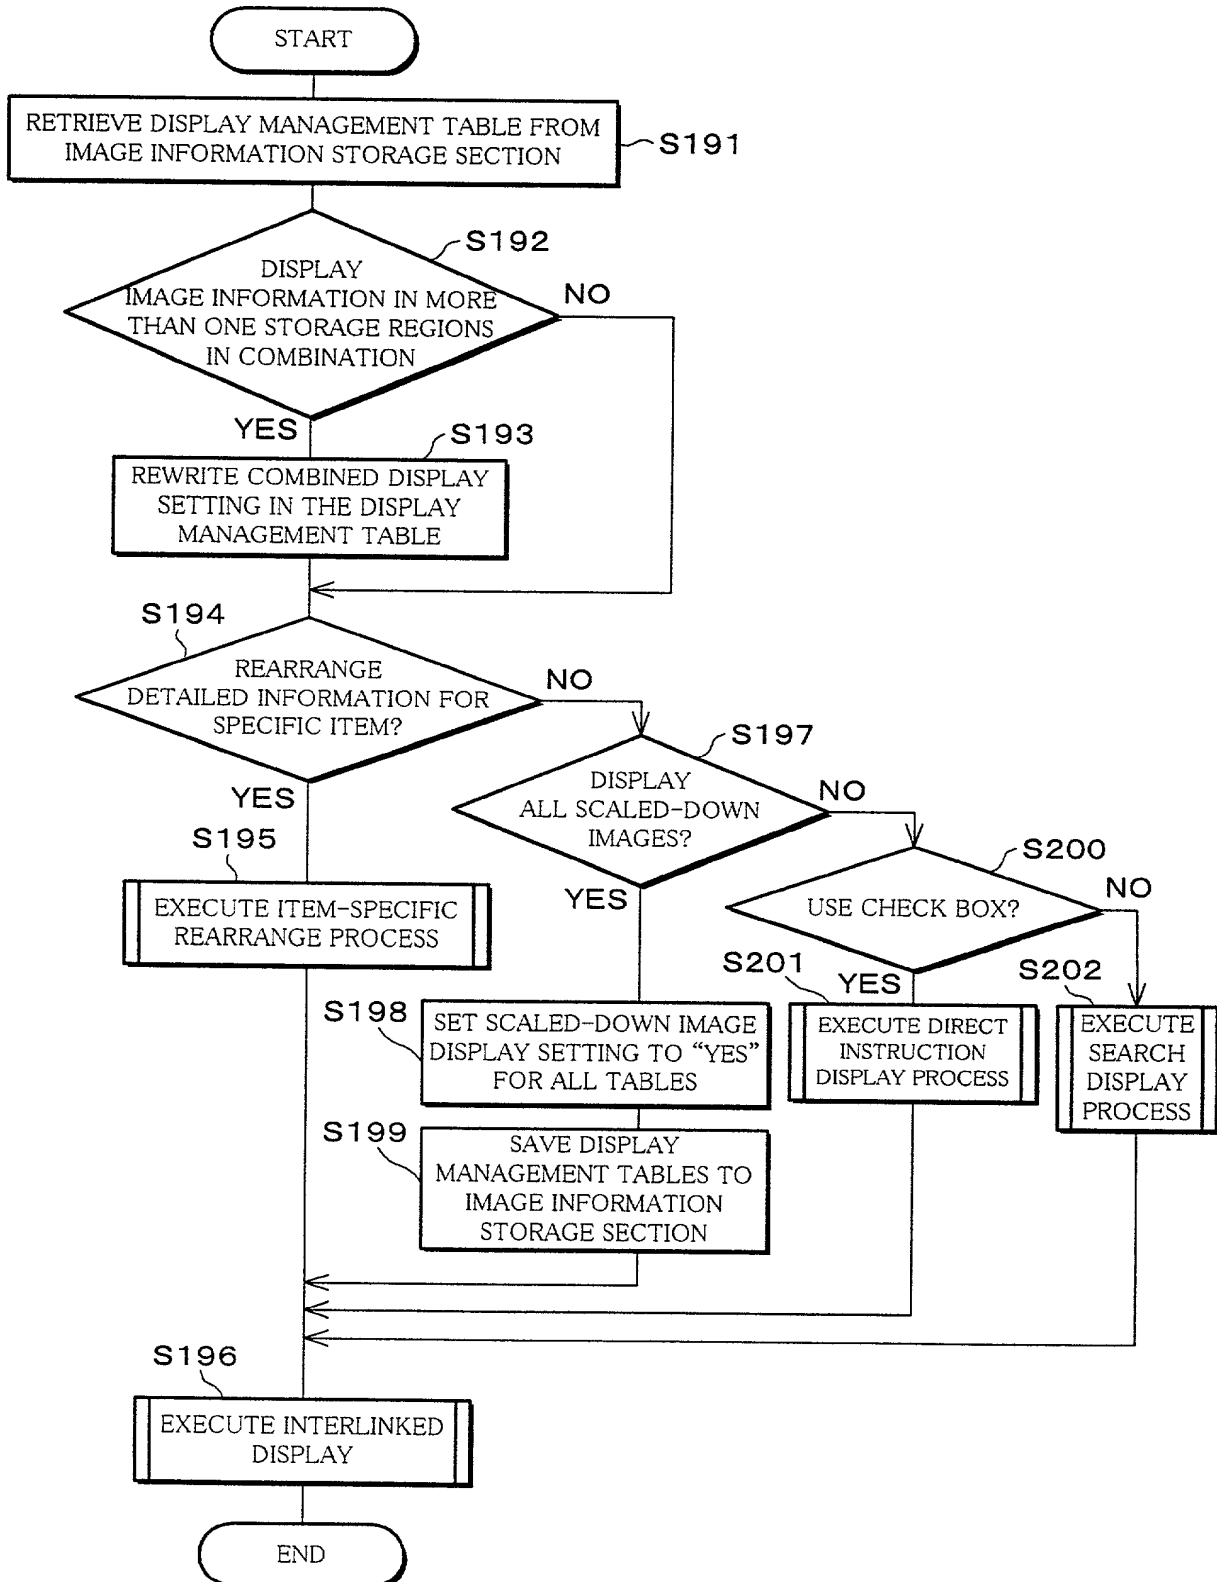 START
RETRIEVE DISPLAY MANAGEMENT TABLE FROM
IMAGE INFORMATION STORAGE SECTION
S191
S192
DISPLAY
IMAGE INFORMATION IN MORE
THAN ONE STORAGE REGIONS
IN COMBINATION
NO
YES
S193
REWRITE COMBINED DISPLAY
SETTING IN THE DISPLAY
MANAGEMENT TABLE
S194
REARRANGE
DETAILED INFORMATION FOR
SPECIFIC ITEM?
NO
YES
S197
DISPLAY
ALL SCALED-DOWN
IMAGES?
NO
YES
S195
EXECUTE ITEM-SPECIFIC
REARRANGE PROCESS
S200
USE CHECK BOX?
NO
YES
S198
SET SCALED-DOWN IMAGE
DISPLAY SETTING TO “YES”
FOR ALL TABLES
S201
EXECUTE DIRECT
INSTRUCTION
DISPLAY PROCESS
S202
EXECUTE
SEARCH
DISPLAY
PROCESS
S199
SAVE DISPLAY
MANAGEMENT TABLES TO
IMAGE INFORMATION
STORAGE SECTION
S196
EXECUTE INTERLINKED
DISPLAY
END